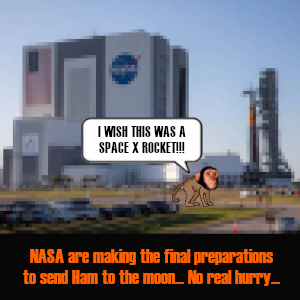 I WISH THIS WAS A
SPACE X ROCKET!!!
NASA are making the final preparations
to send Ham to the moon... No real hurry...